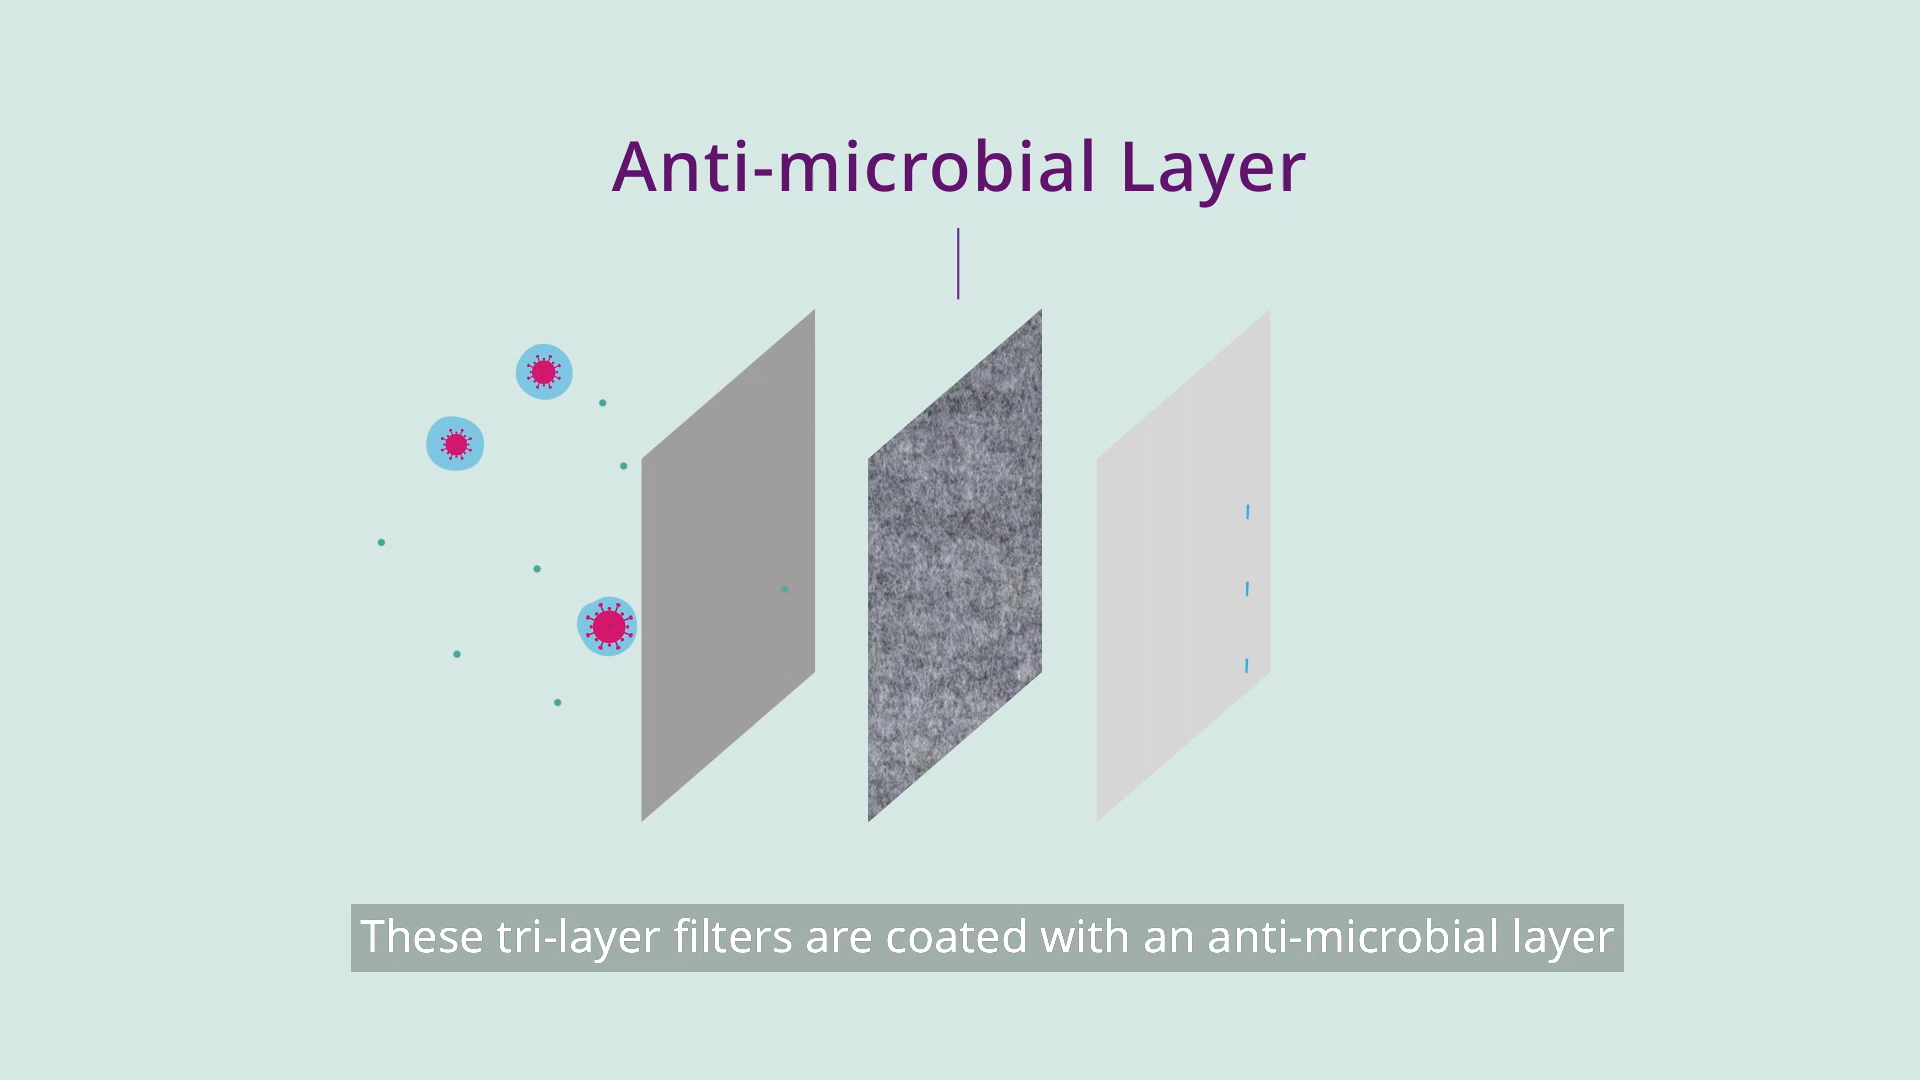 Anti-microbial Layer
These tri-layer filters are coated with an anti-microbial layer